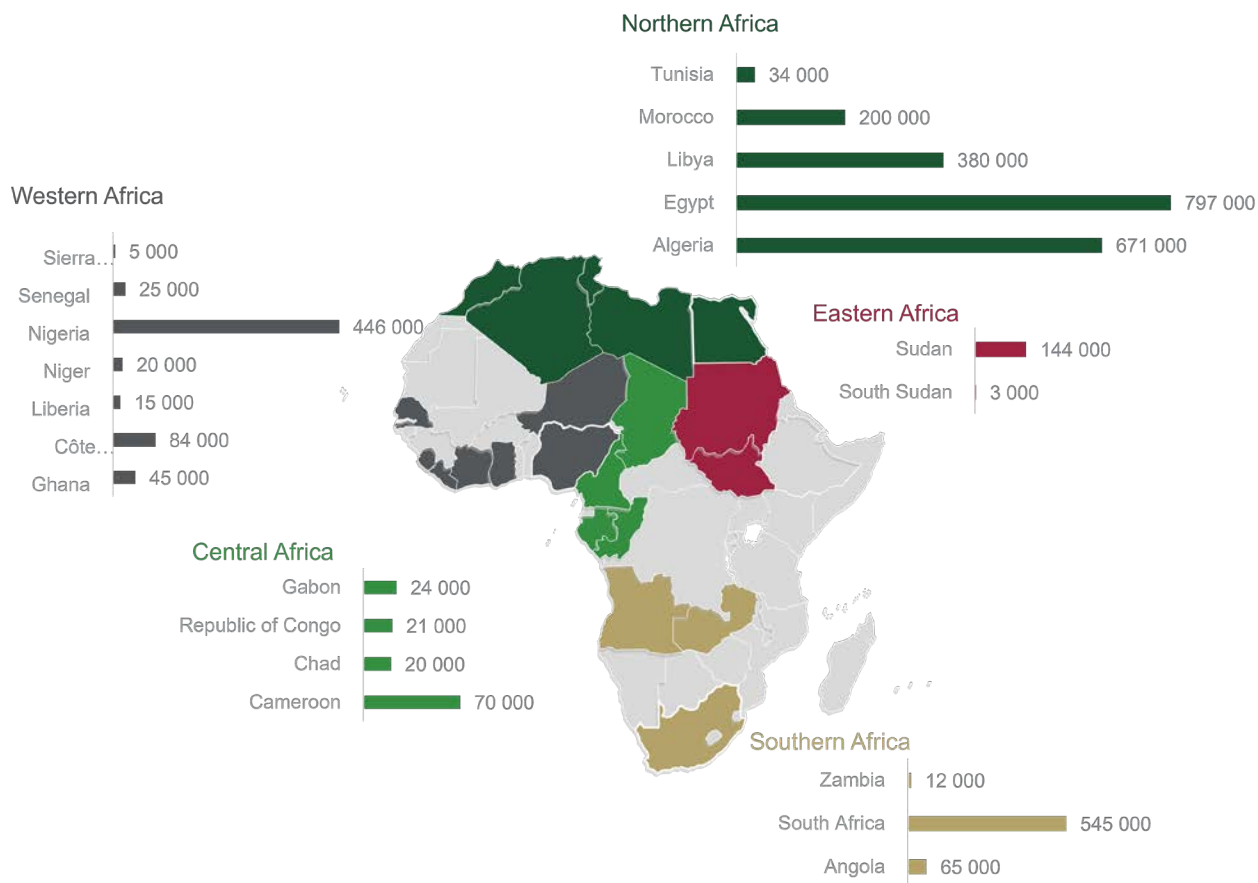 Northern Africa
Tunisia 34 000
Morocco 200 000
Libya 380 000
Egypt 797 000
Algeria 671 000
Western Africa
Sierra... 5 000
Senegal 25 000
Nigeria 446 000
Niger 20 000
Liberia 15 000
Côte... 84 000
Ghana 45 000
Eastern Africa
Sudan 144 000
South Sudan 3 000
Central Africa
Gabon 24 000
Republic of Congo 21 000
Chad 20 000
Cameroon 70 000
Southern Africa
Zambia 12 000
South Africa 545 000
Angola 65 000